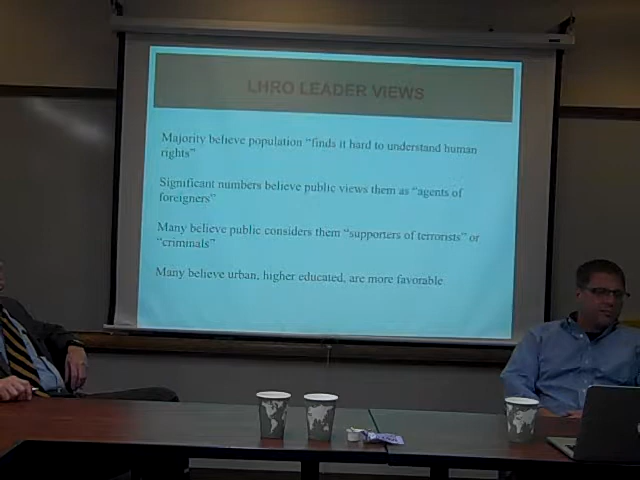 LHRO LEADER VIEWS
Majority believe population "finds it hard to understand human
rights"
Significant numbers believe public views them as "agents of
foreigners"
Many believe public considers them "supporters of terrorists" or
"criminals"
Many believe urban, higher educated, are more favorable